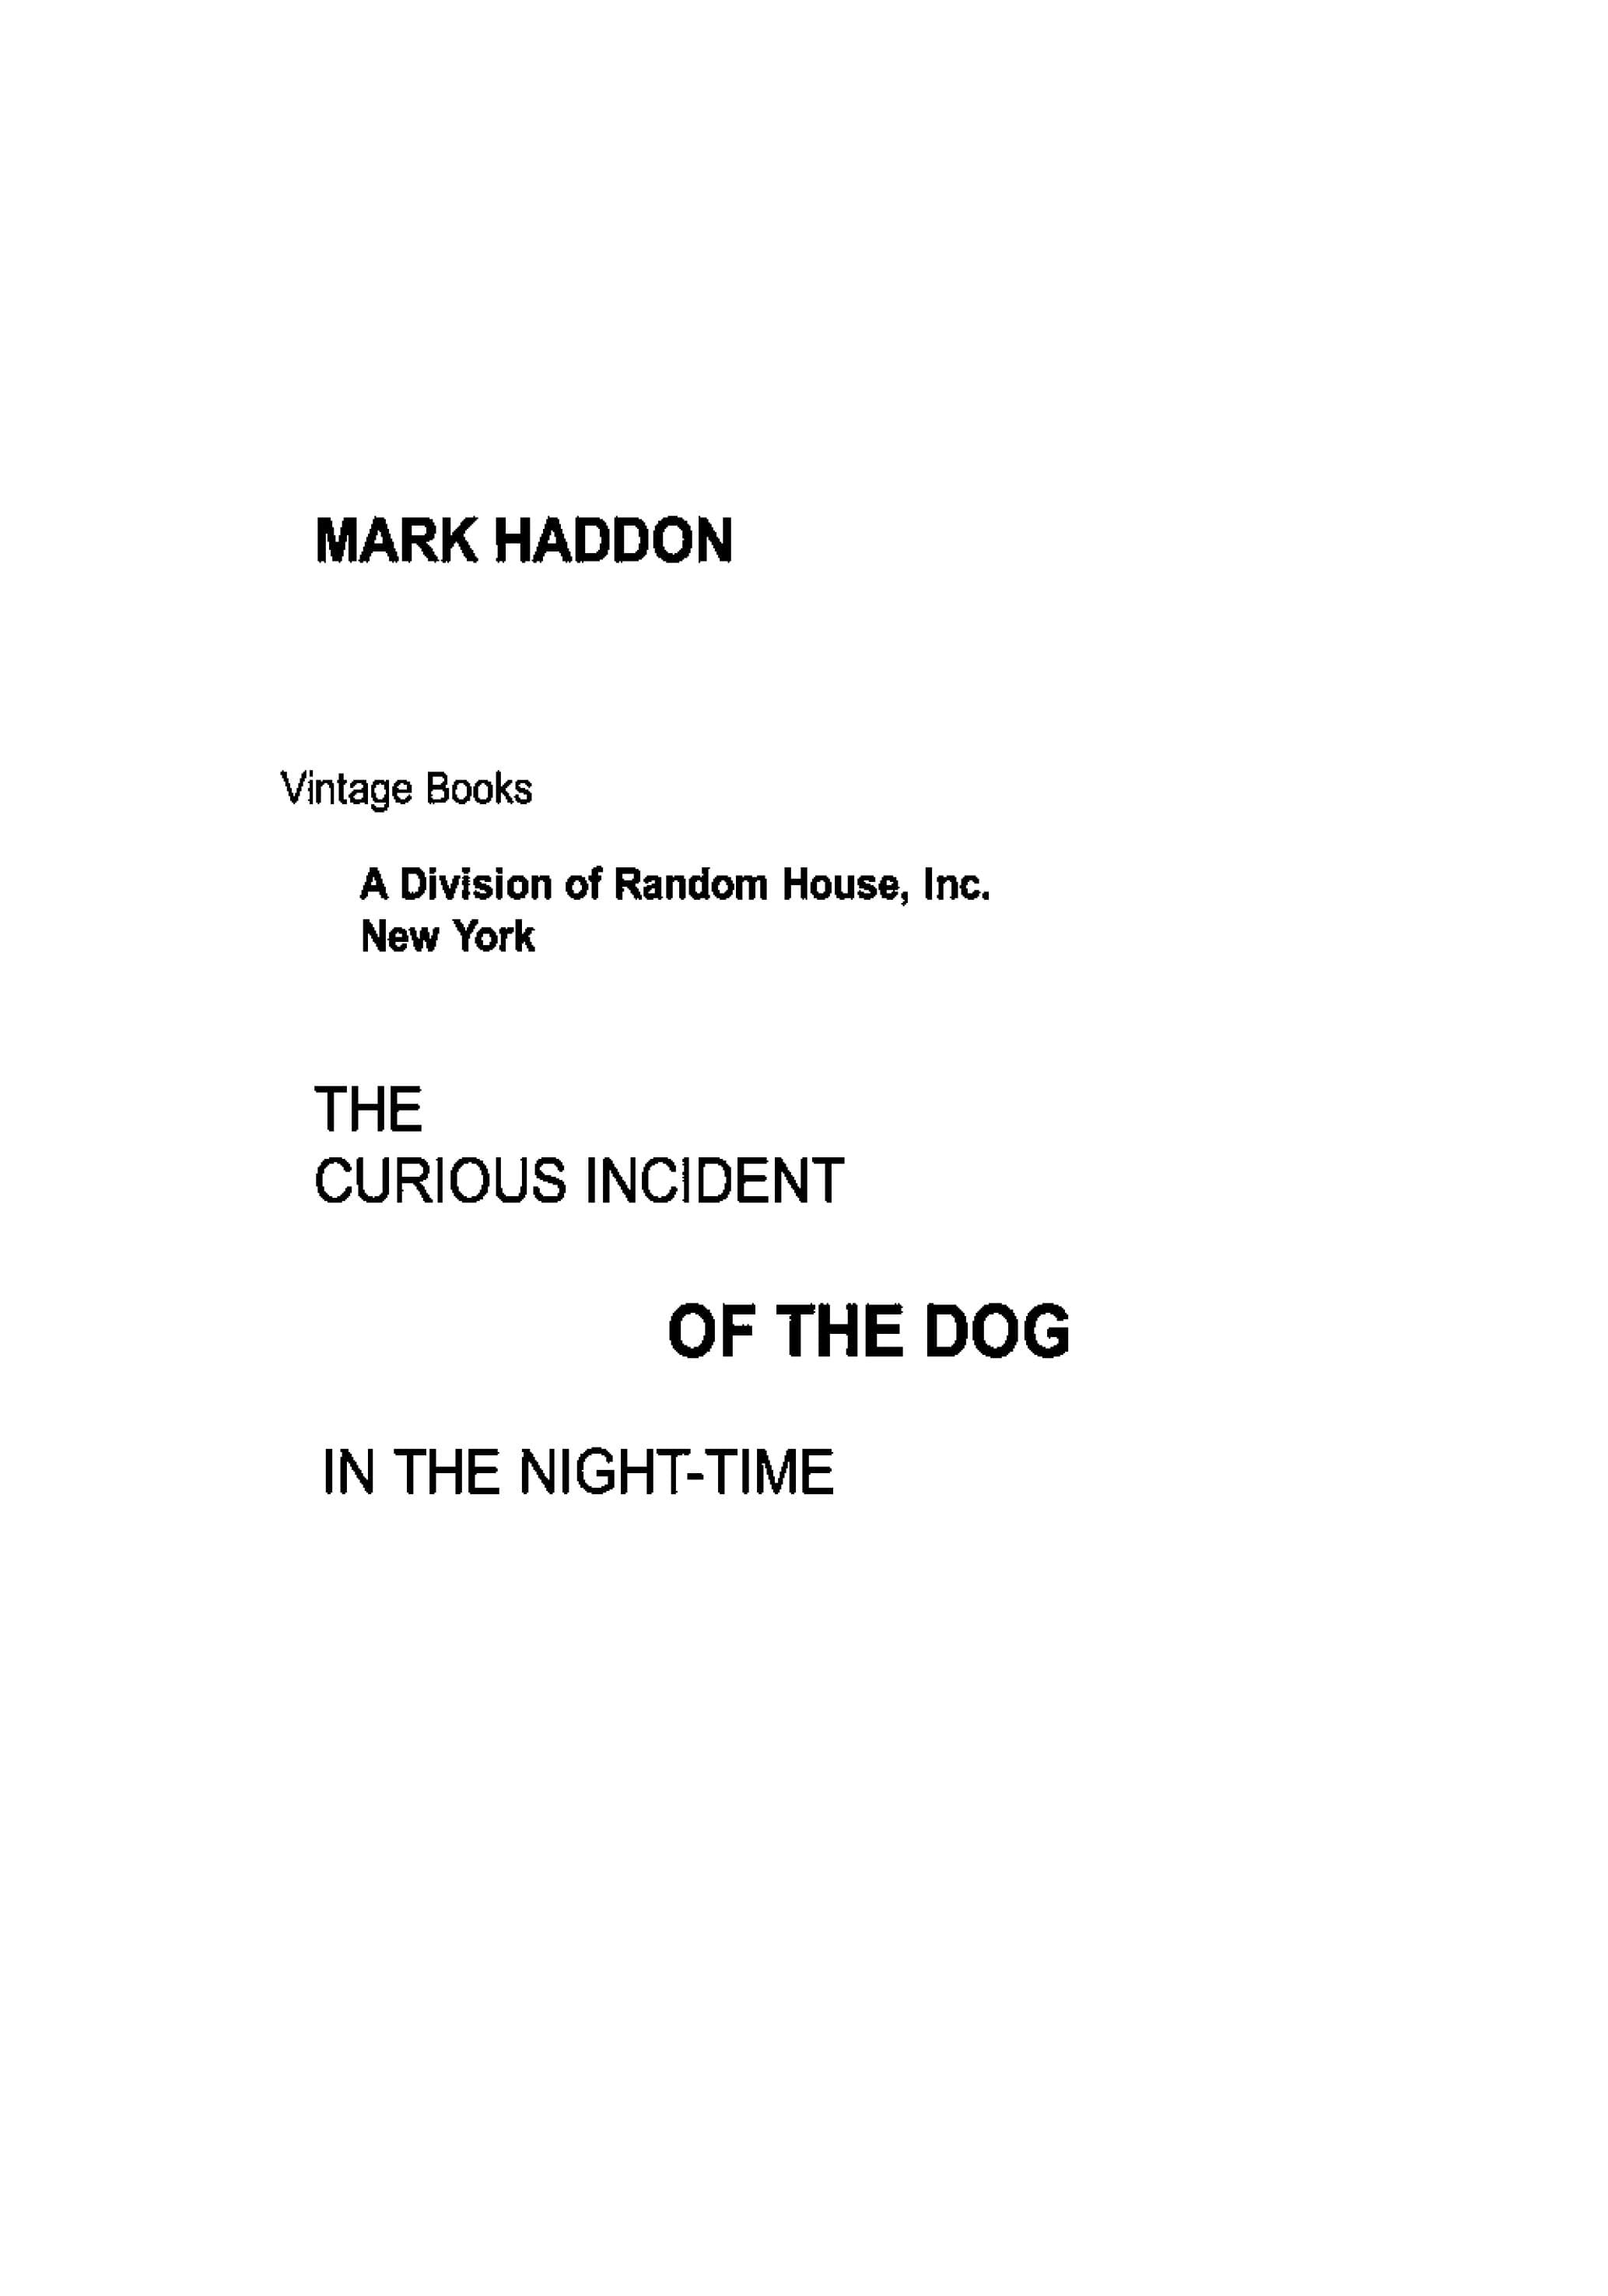 MARK HADDON
Vintage Books
A Division of Random House, Inc.
New York
THE
CURIOUS INCIDENT
OF THE DOG
IN THE NIGHT-TIME